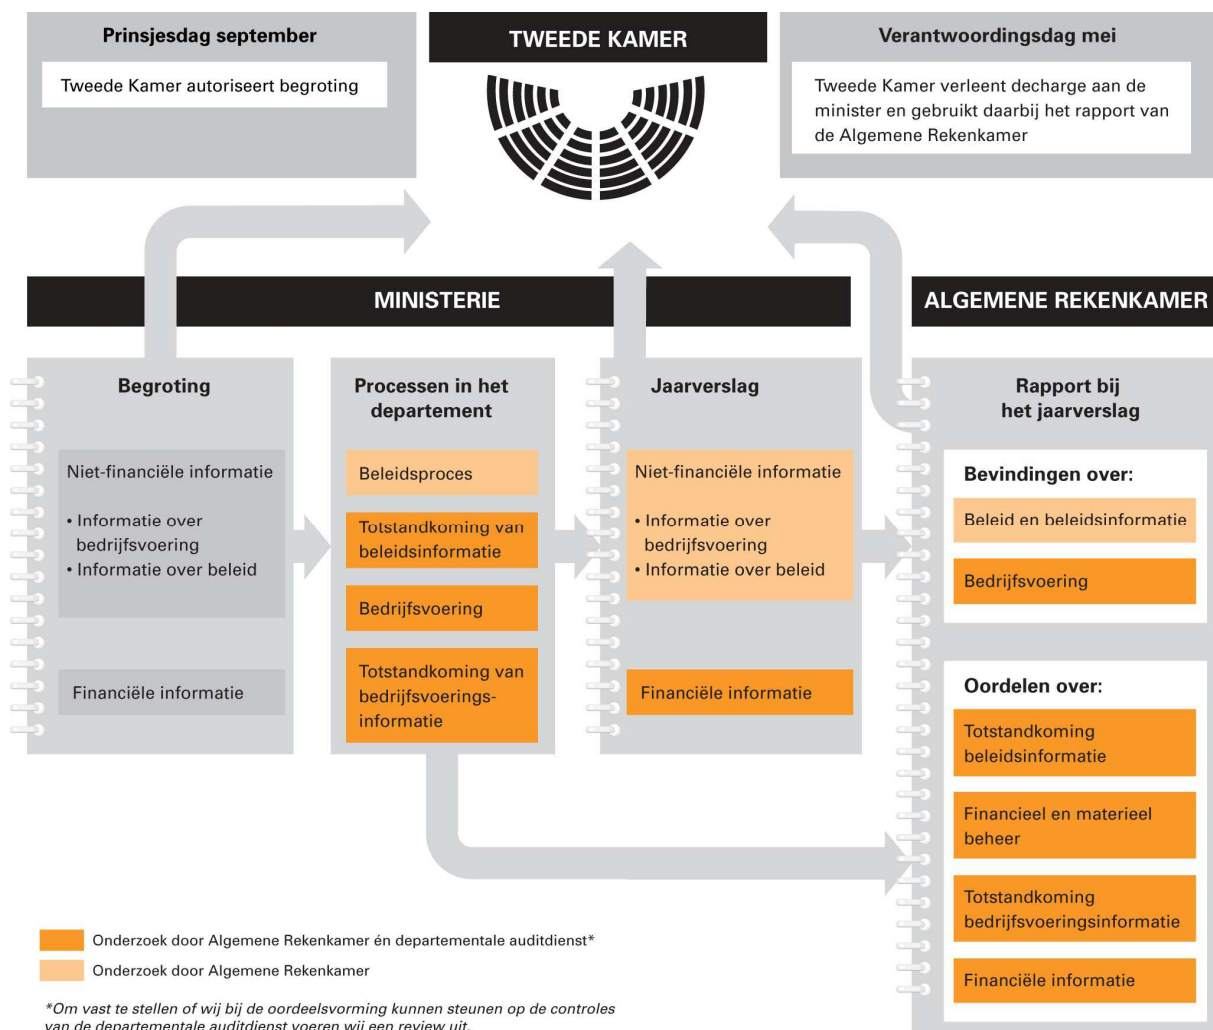 Prinsjesdag september
Tweede Kamer autoriseert begroting
TWEEDE KAMER
Verantwoordingsdag mei
Tweede Kamer verleent decharge aan de
minister en gebruikt daarbij het rapport van
de Algemene Rekenkamer
MINISTERIE
ALGEMENE REKENKAMER
Begroting
Niet-financiële informatie
• Informatie over
bedrijfsvoering
• Informatie over beleid
Financiële informatie
Processen in het
departement
Beleidsproces
Totstandkoming van
beleidsinformatie
Bedrijfsvoering
Totstandkoming van
bedrijfsvoerings-
informatie
Jaarverslag
Niet-financiële informatie
• Informatie over
bedrijfsvoering
• Informatie over beleid
Financiële informatie
Rapport bij
het jaarverslag
Bevindingen over:
Beleid en beleidsinformatie
Bedrijfsvoering
Oordelen over:
Totstandkoming
beleidsinformatie
Financieel en materieel
beheer
Totstandkoming
bedrijfsvoeringsinformatie
Financiële informatie
Onderzoek door Algemene Rekenkamer én departementale auditdienst*
Onderzoek door Algemene Rekenkamer
*Om vast te stellen of wij bij de oordeelsvorming kunnen steunen op de controles
van de departementale auditdienst voeren wij een review uit.